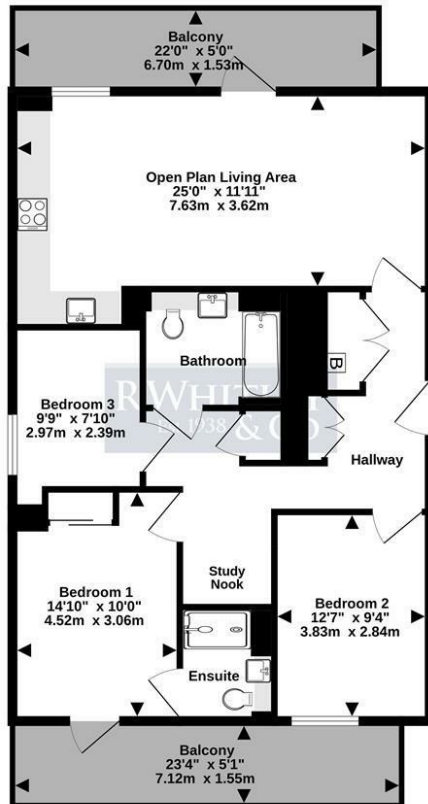 Balcony
22'0" x 5'0"
6.70m x 1.53m
Open Plan Living Area
25'0" x 11'11"
7.63m x 3.62m
Bathroom
B
Bedroom 3
9'9" x 7'10"
2.97m x 2.39m
R WHITLEY
1938 & CO
Hallway
Bedroom 1
14'10" x 10'0"
4.52m x 3.06m
Study
Nook
Bedroom 2
12'7" x 9'4"
3.83m x 2.84m
Ensuite
Balcony
23'4" x 5'1"
7.12m x 1.55m